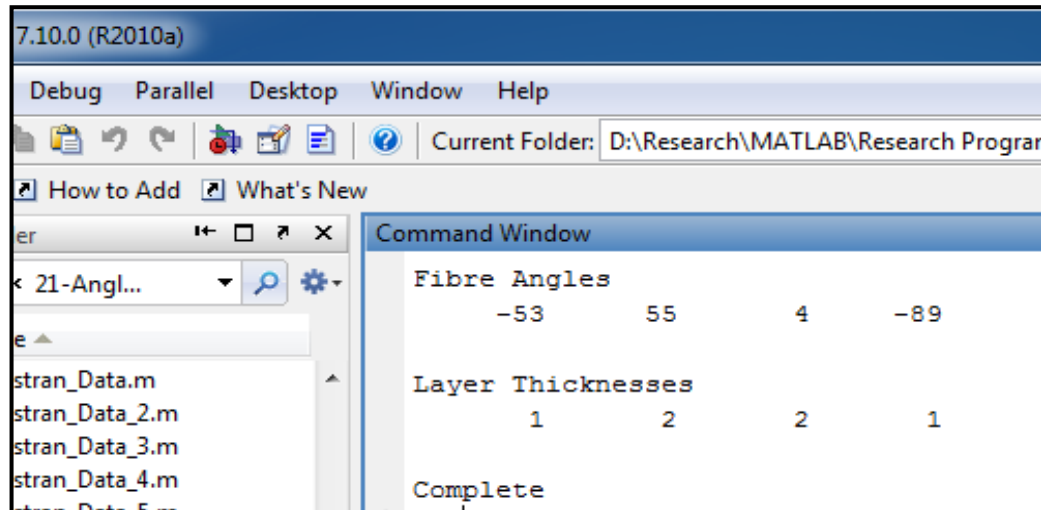 7.10.0 (R2010a)
Debug Parallel Desktop Window Help
Current Folder: D:\Research\MATLAB\Research Progra
How to Add What's New
er
Command Window
< 21-Angl...
e
stran_Data.m
stran_Data_2.m
stran_Data_3.m
stran_Data_4.m
stran_Data_5.m
Fibre Angles
-53 55 4 -89
Layer Thicknesses
1 2 2 1
Complete